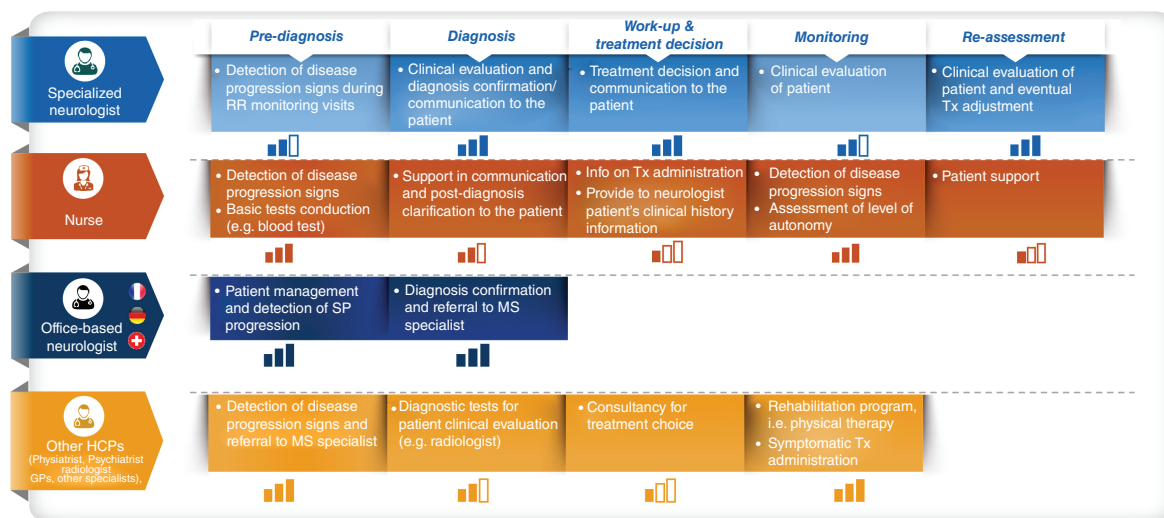 Pre-diagnosis
Diagnosis
Work-up &
treatment decision
Monitoring
Re-assessment
Specialized
neurologist
• Detection of disease
progression signs during
RR monitoring visits
• Clinical evaluation and
diagnosis confirmation/
communication to the
patient
• Treatment decision and
communication to the
patient
• Clinical evaluation
of patient
• Clinical evaluation of
patient and eventual
Tx adjustment
Nurse
• Detection of disease
progression signs
• Basic tests conduction
(e.g. blood test)
• Support in communication
and post-diagnosis
clarification to the patient
• Info on Tx administration
• Provide to neurologist
patient's clinical history
information
• Detection of disease
progression signs
• Assessment of level of
autonomy
• Patient support
Office-based
neurologist
• Patient management
and detection of SP
progression
• Diagnosis confirmation
and referral to MS
specialist
Other HCPs
(Physiatrist, Psychiatrist
radiologist
GPs, other specialists),
• Detection of disease
progression signs and
referral to MS specialist
• Diagnostic tests for
patient clinical evaluation
(e.g. radiologist)
• Consultancy for
treatment choice
• Rehabilitation program,
i.e. physical therapy
• Symptomatic Tx
administration